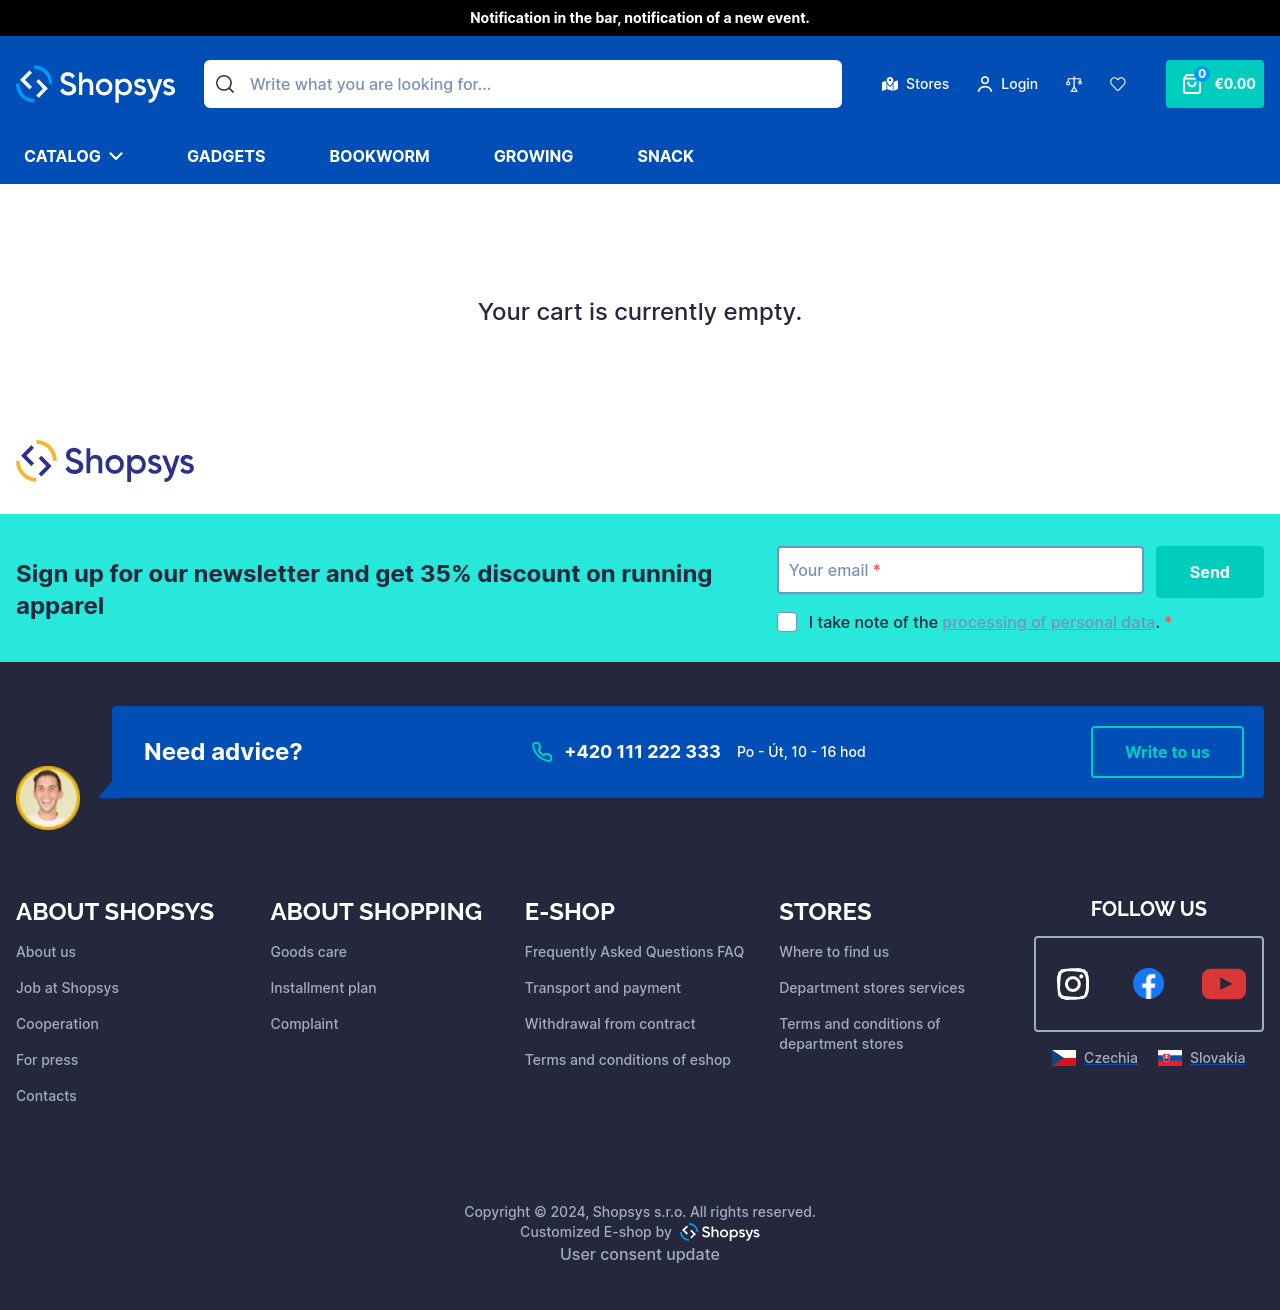 Notification in the bar, notification of a new event.
Shopsys
Write what you are looking for...
Stores
Login
0
€0.00
CATALOG
GADGETS
BOOKWORM
GROWING
SNACK
Your cart is currently empty.
Shopsys
Sign up for our newsletter and get 35% discount on running
apparel
Your email *
Send
I take note of the processing of personal data. *
Need advice?
+420 111 222 333
Po - Út, 10 - 16 hod
Write to us
ABOUT SHOPSYS
About us
Job at Shopsys
Cooperation
For press
Contacts
ABOUT SHOPPING
Goods care
Installment plan
Complaint
E-SHOP
Frequently Asked Questions FAQ
Transport and payment
Withdrawal from contract
Terms and conditions of eshop
STORES
Where to find us
Department stores services
Terms and conditions of
department stores
FOLLOW US
Czechia
Slovakia
Copyright © 2024, Shopsys s.r.o. All rights reserved.
Customized E-shop by Shopsys
User consent update